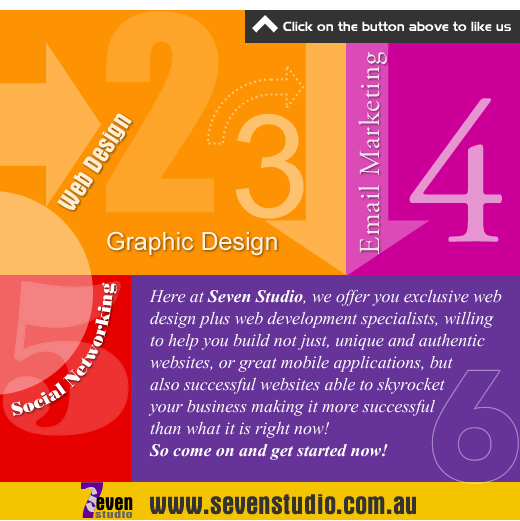 Click on the button above to like us
2
Web Design
3
Graphic Design
Email Marketing
4
5
Social Networking
Here at Seven Studio, we offer you exclusive web
design plus web development specialists, willing
to help you build not just, unique and authentic
websites, or great mobile applications, but
also successful websites able to skyrocket
your business making it more successful
than what it is right now!
So come on and get started now!
6
7even
studio
www.sevenstudio.com.au